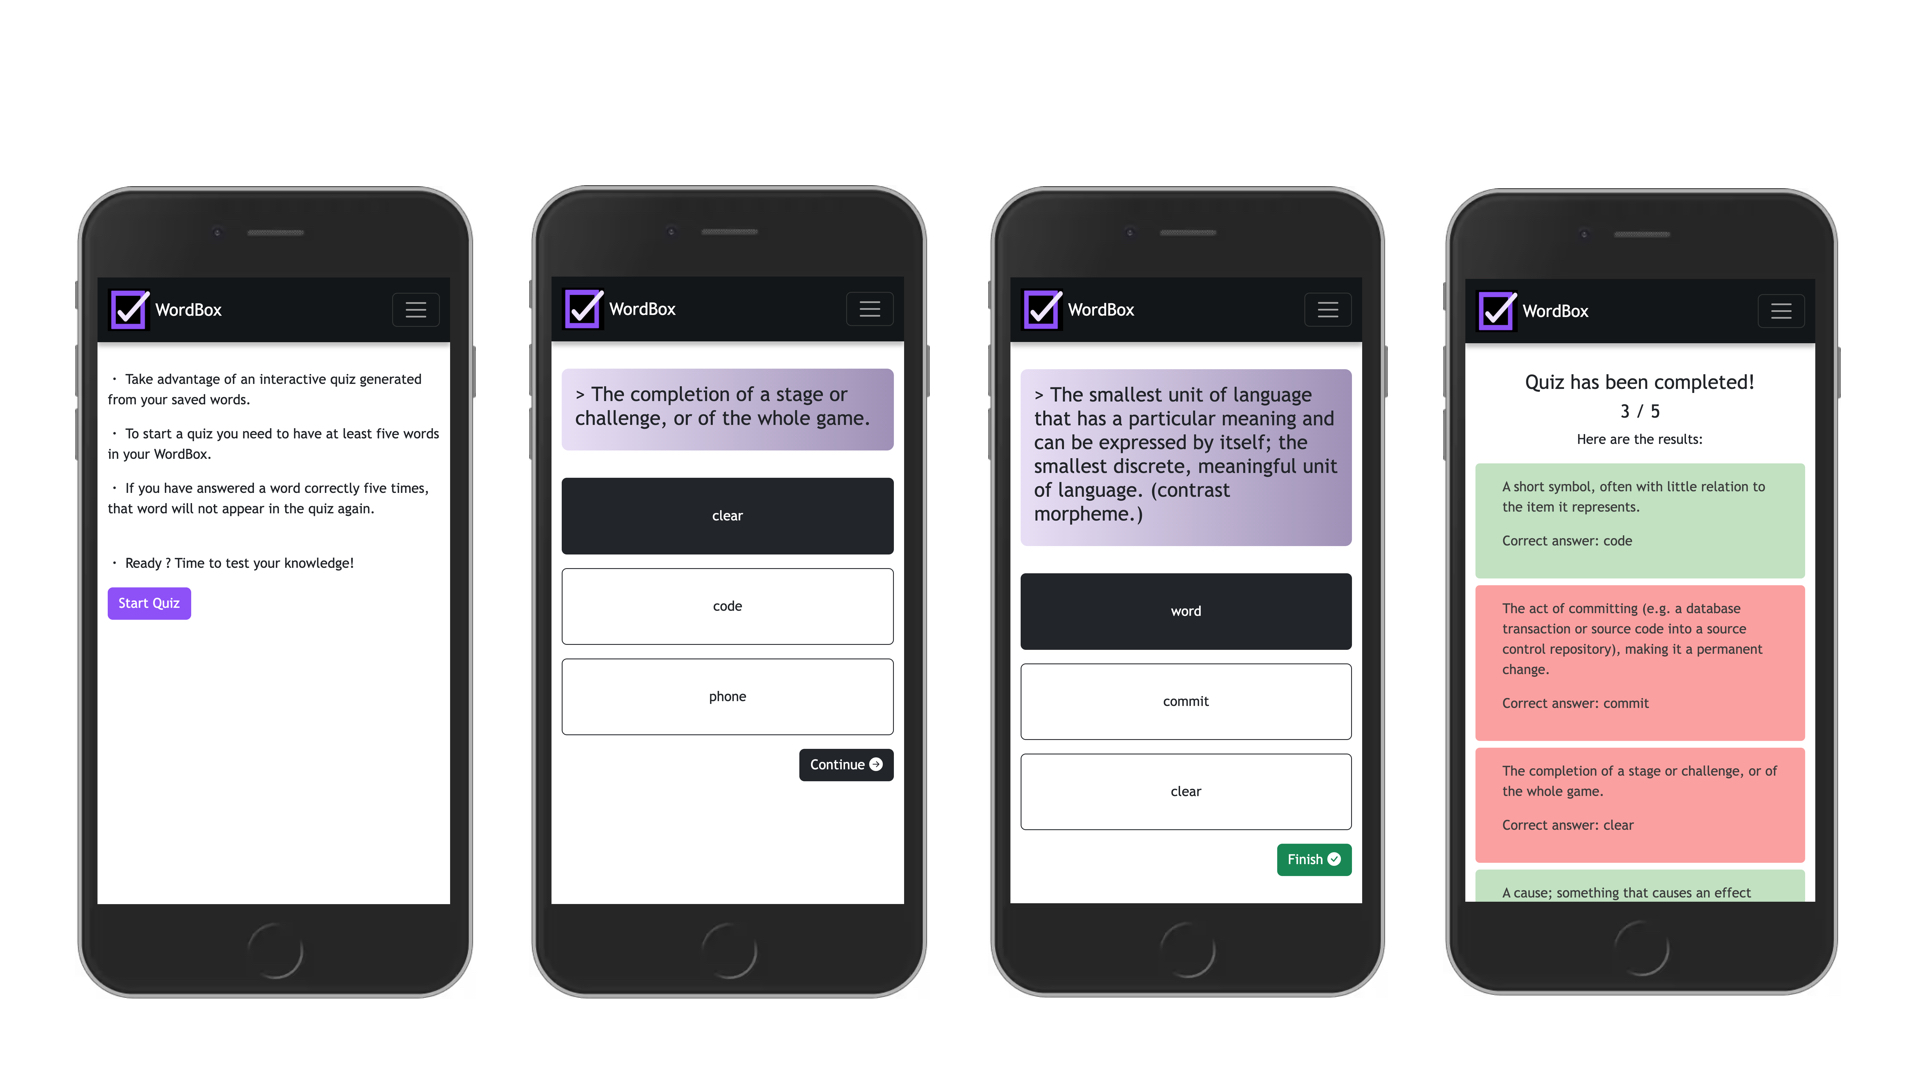 WordBox
・ Take advantage of an interactive quiz generated
from your saved words.
・ To start a quiz you need to have at least five words
in your WordBox.
・ If you have answered a word correctly five times,
that word will not appear in the quiz again.
・ Ready ? Time to test your knowledge!
Start Quiz
WordBox
> The completion of a stage or
challenge, or of the whole game.
clear
code
phone
Continue
WordBox
> The smallest unit of language
that has a particular meaning and
can be expressed by itself; the
smallest discrete, meaningful unit
of language. (contrast
morpheme.)
word
commit
clear
Finish
WordBox
Quiz has been completed!
3 / 5
Here are the results:
A short symbol, often with little relation to
the item it represents.
Correct answer: code
The act of committing (e.g. a database
transaction or source code into a source
control repository), making it a permanent
change.
Correct answer: commit
The completion of a stage or challenge, or of
the whole game.
Correct answer: clear
A cause; something that causes an effect